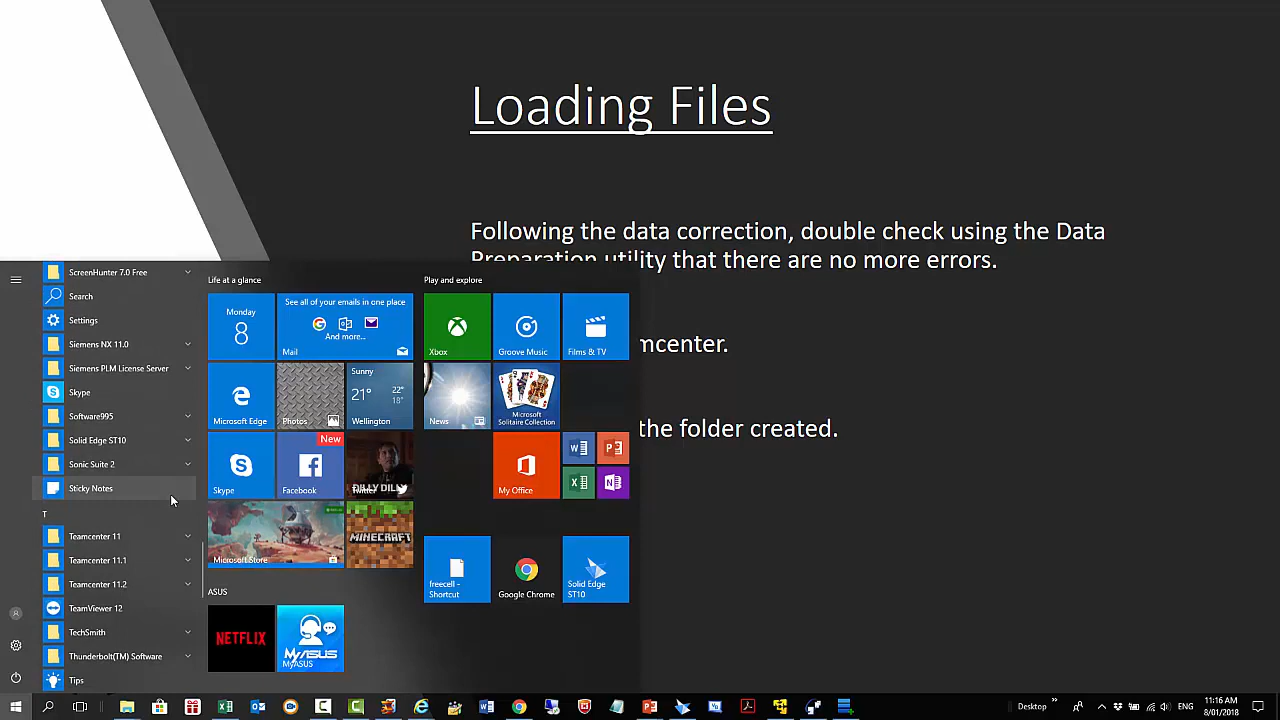 Loading Files
Following the data correction, double check using the Data
Preparation utility that there are no more errors.
mcenter.
the folder created.
ScreenHunter 7.0 Free
Search
Settings
Siemens NX 11.0
Siemens PLM License Server
Skype
Software995
Solid Edge ST10
Sonic Suite 2
Sticky Notes
T
Teamcenter 11
Teamcenter 11.1
Teamcenter 11.2
TeamViewer 12
TechSmith
Thunderbolt(TM) Software
Tips
Life at a glance
Monday
8
See all of your emails in one place
And more...
Mail
Microsoft Edge
Photos
Sunny
21° 22°
18°
Wellington
Skype
New
Facebook
DILLY DILLY
Twitter
Microsoft Store
MINECRAFT
ASUS
NETFLIX
MyASUS
MyASUS
Play and explore
Xbox
Groove Music
Films & TV
News
Microsoft
Solitaire Collection
My Office
freecell -
Shortcut
Google Chrome
Solid Edge
ST10
Desktop
ENG
11:16 AM
8/01/2018